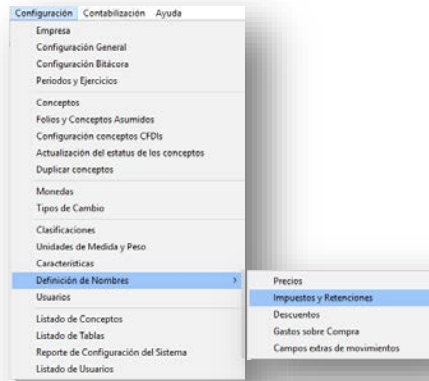 Configuración Contabilización Ayuda
Empresa
Configuración General
Configuración Bitácora
Periodos y Ejercicios
Conceptos
Folios y Conceptos Asumidos
Configuración conceptos CFDIs
Actualización del estatus de los conceptos
Duplicar conceptos
Monedas
Tipos de Cambio
Clasificaciones
Unidades de Medida y Peso
Características
Definición de Nombres
Usuarios
Listado de Conceptos
Listado de Tablas
Reporte de Configuración del Sistema
Listado de Usuarios
Precios
Impuestos y Retenciones
Descuentos
Gastos sobre Compra
Campos extras de movimientos